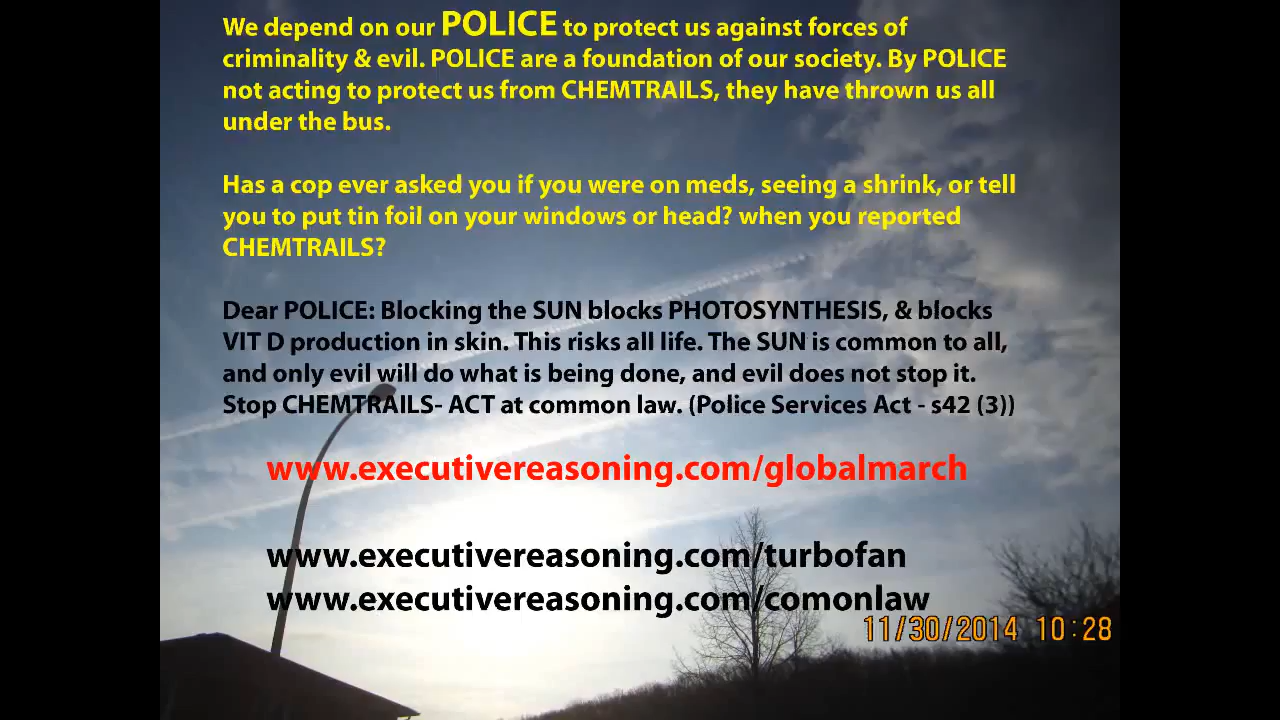 We depend on our POLICE to protect us against forces of
criminality & evil. POLICE are a foundation of our society. By POLICE
not acting to protect us from CHEMTRAILS, they have thrown us all
under the bus.
Has a cop ever asked you if you were on meds, seeing a shrink, or tell
you to put tin foil on your windows or head? when you reported
CHEMTRAILS?
Dear POLICE: Blocking the SUN blocks PHOTOSYNTHESIS, & blocks
VIT D production in skin. This risks all life. The SUN is common to all,
and only evil will do what is being done, and evil does not stop it.
Stop CHEMTRAILS- ACT at common law. (Police Services Act - s42 (3))
www.executivereasoning.com/globalmarch
www.executivereasoning.com/turbofan
www.executivereasoning.com/comonlaw
11/30/2014 10:28